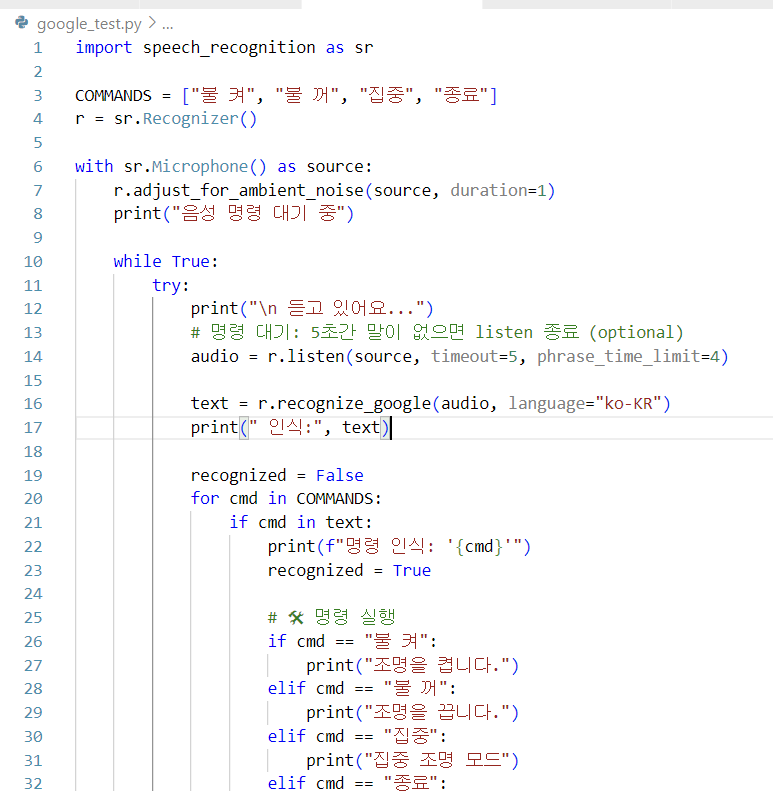 google_test.py > ...
1 import speech_recognition as sr
2
3 COMMANDS = ["불 켜", "불 꺼", "집중", "종료"]
4 r = sr.Recognizer()
5
6 with sr.Microphone() as source:
7     r.adjust_for_ambient_noise(source, duration=1)
8     print("음성 명령 대기 중")
9
10     while True:
11         try:
12             print("\n 듣고 있어요...")
13             # 명령 대기: 5초간 말이 없으면 listen 종료 (optional)
14             audio = r.listen(source, timeout=5, phrase_time_limit=4)
15
16             text = r.recognize_google(audio, language="ko-KR")
17             print(" 인식:", text)
18
19             recognized = False
20             for cmd in COMMANDS:
21                 if cmd in text:
22                     print(f"명령 인식: '{cmd}'")
23                     recognized = True
24
25                     # 🛠 명령 실행
26                     if cmd == "불 켜":
27                         print("조명을 켭니다.")
28                     elif cmd == "불 꺼":
29                         print("조명을 끕니다.")
30                     elif cmd == "집중":
31                         print("집중 조명 모드")
32                     elif cmd == "종료":